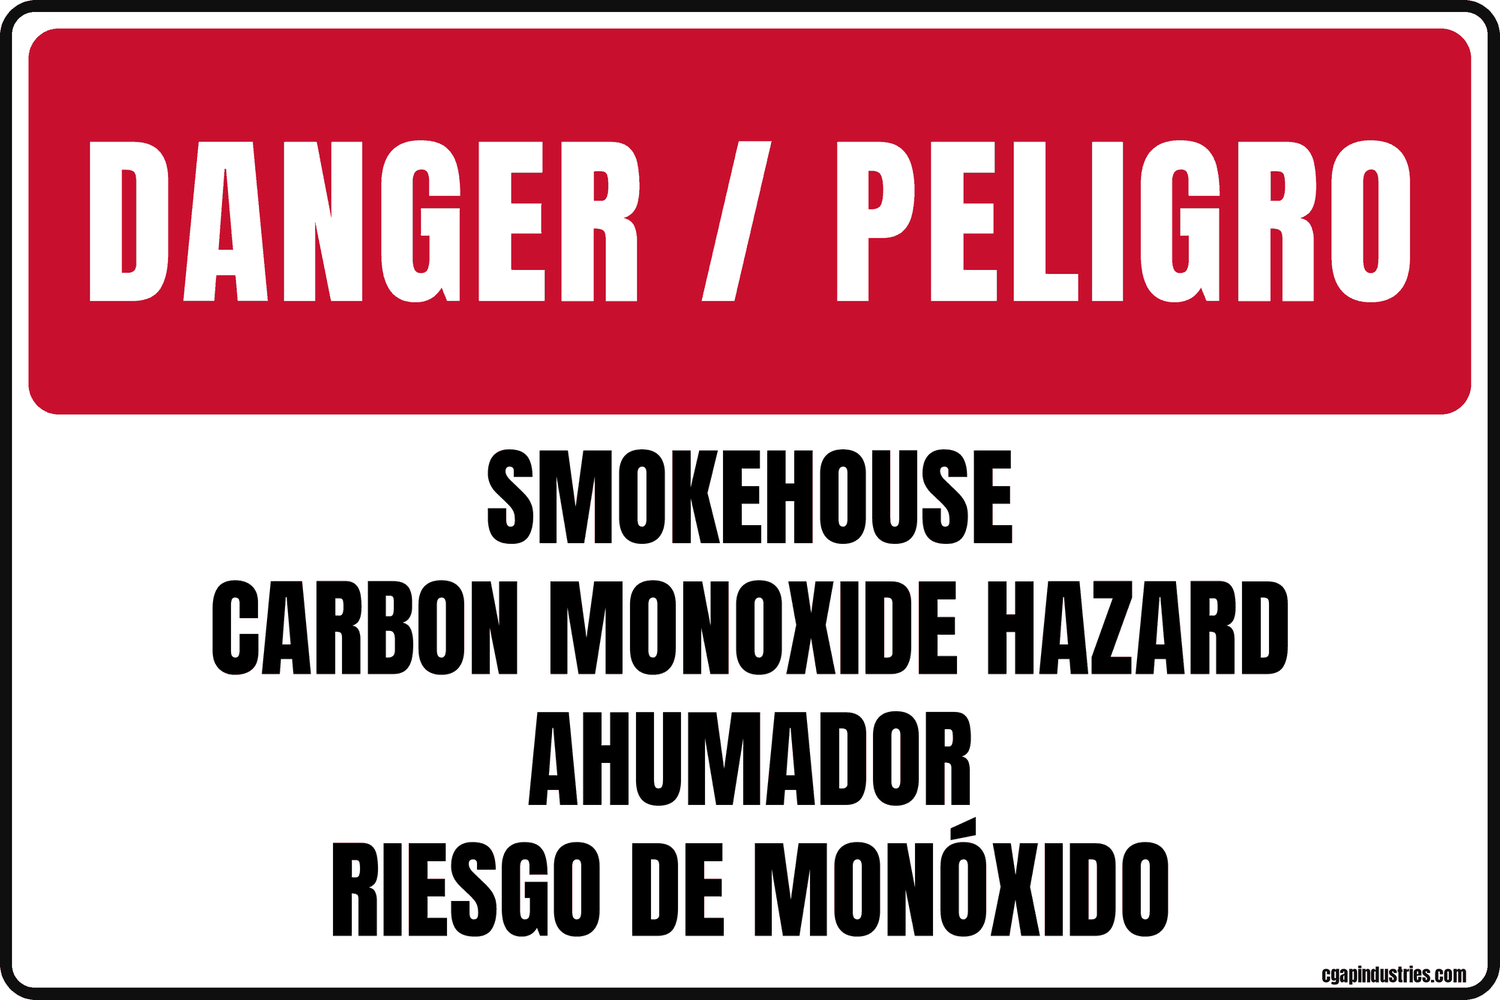 DANGER / PELIGRO
SMOKEHOUSE
CARBON MONOXIDE HAZARD
AHUMADOR
RIESGO DE MONÓXIDO
cgapindustries.com